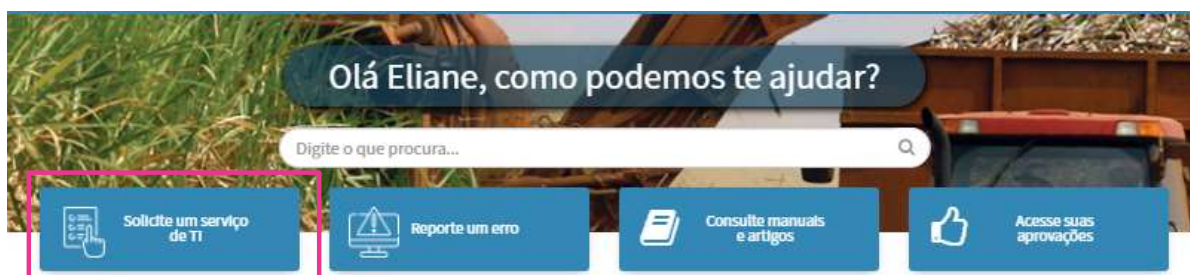 Olá Eliane, como podemos te ajudar?
Digite o que procura...
Solicite um serviço
de TI
Reporte um erro
Consulte manuais
e artigos
Acesse suas
aprovações